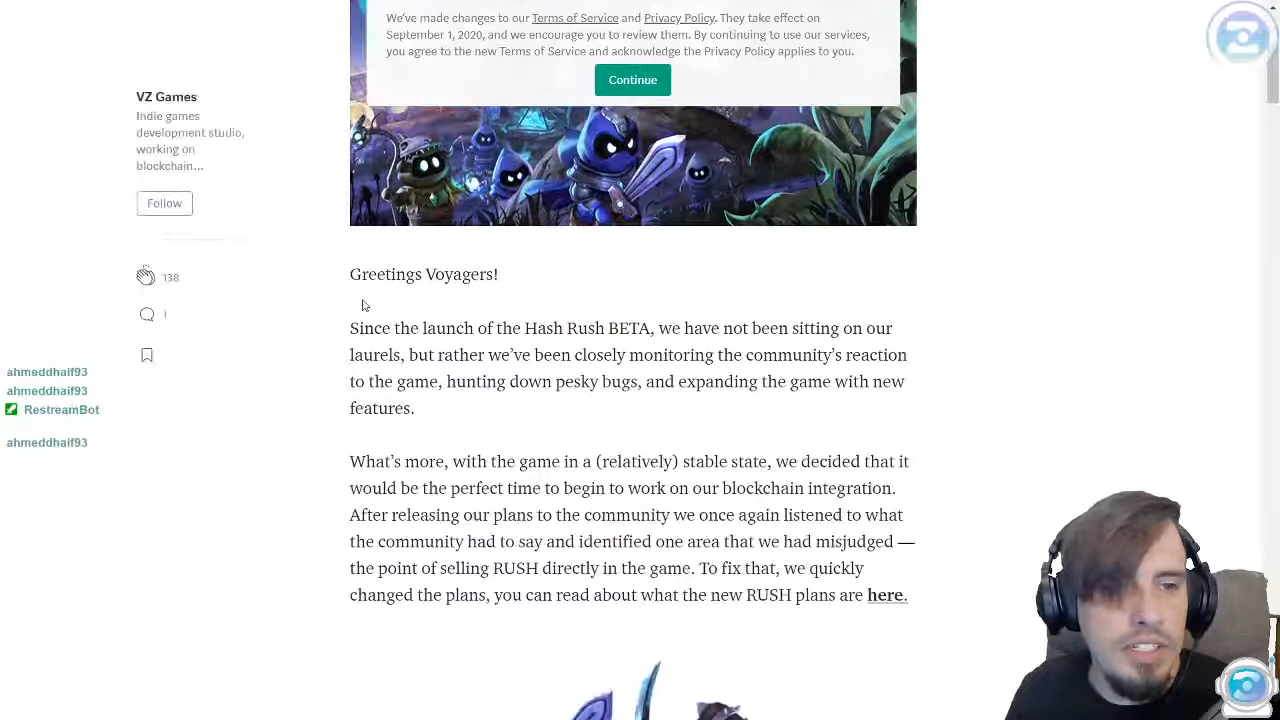 We've made changes to our Terms of Service and Privacy Policy. They take effect on
September 1, 2020, and we encourage you to review them. By continuing to use our services,
you agree to the new Terms of Service and acknowledge the Privacy Policy applies to you.
Continue
VZ Games
Indie games
development studio,
working on
blockchain...
Follow
138
1
Greetings Voyagers!
Since the launch of the Hash Rush BETA, we have not been sitting on our
laurels, but rather we've been closely monitoring the community's reaction
to the game, hunting down pesky bugs, and expanding the game with new
features.
What's more, with the game in a (relatively) stable state, we decided that it
would be the perfect time to begin to work on our blockchain integration.
After releasing our plans to the community we once again listened to what
the community had to say and identified one area that we had misjudged —
the point of selling RUSH directly in the game. To fix that, we quickly
changed the plans, you can read about what the new RUSH plans are here.
ahmeddhaif93
ahmeddhaif93
RestreamBot
ahmeddhaif93